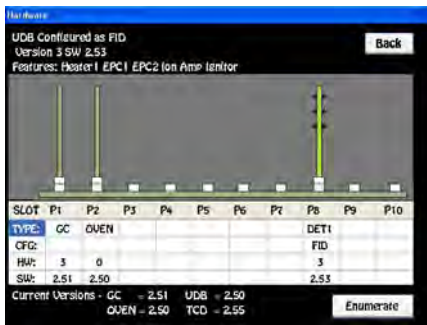 Hardware
UDB Configured as FID
Back
Version 3 SW 2.53
Features: Heater1 EPC1 EPC2 Ion Amp Ignitor
SLOT P1 P2 P3 P4 P5 P6 P7 P8 P9 P10
TYPE: GC OVEN DET1
CFG: FID
HW: 3 0 3
SW: 2.51 2.50 2.53
Current Versions - GC = 2.51 UDB = 2.50
OVEN = 2.50 TCD = 2.55
Enumerate